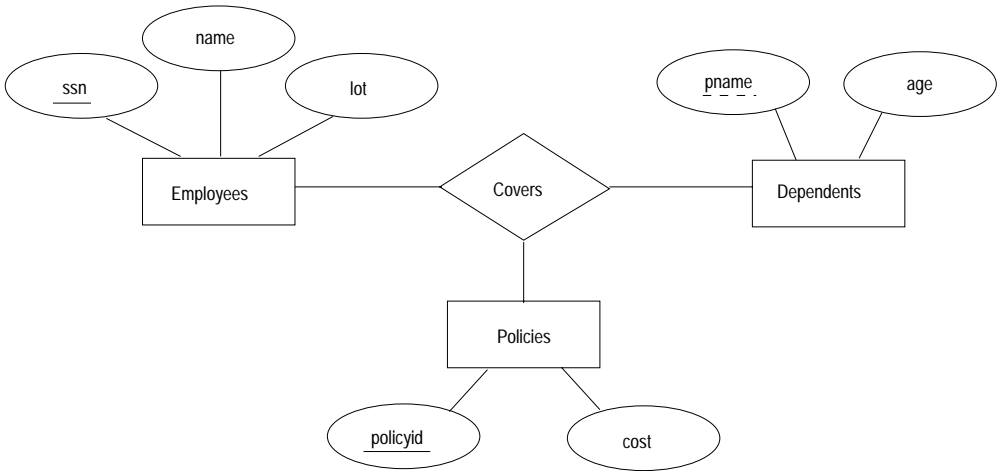 name
ssn
lot
pname
age
Employees
Covers
Dependents
Policies
policyid
cost